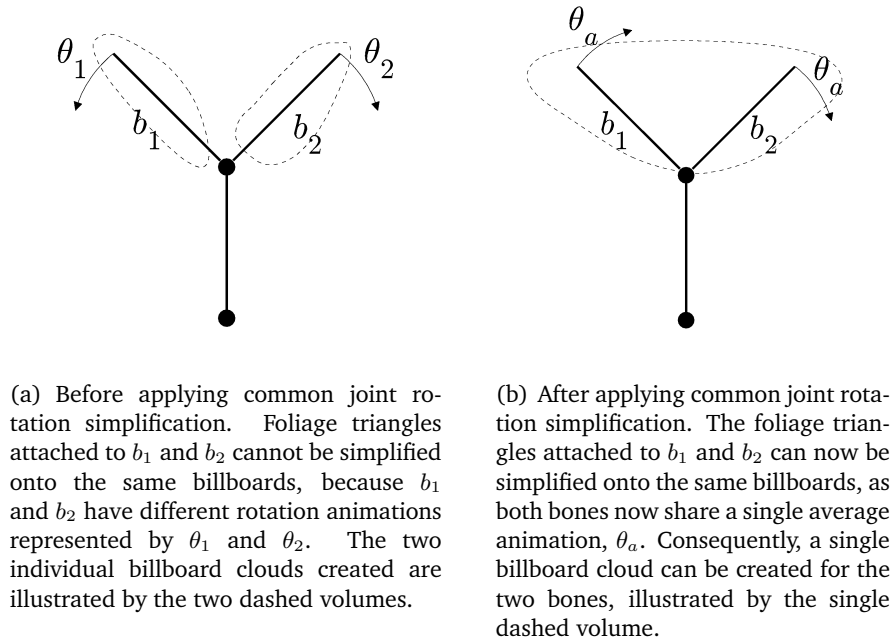 θ₁
θ₂
b₁
b₂
θₐ
θₐ
b₁
b₂
(a) Before applying common joint ro-
tation simplification. Foliage triangles
attached to b₁ and b₂ cannot be simplified
onto the same billboards, because b₁
and b₂ have different rotation animations
represented by θ₁ and θ₂. The two
individual billboard clouds created are
illustrated by the two dashed volumes.
(b) After applying common joint rota-
tion simplification. The foliage trian-
gles attached to b₁ and b₂ can now be
simplified onto the same billboards, as
both bones now share a single average
animation, θₐ. Consequently, a single
billboard cloud can be created for the
two bones, illustrated by the single
dashed volume.